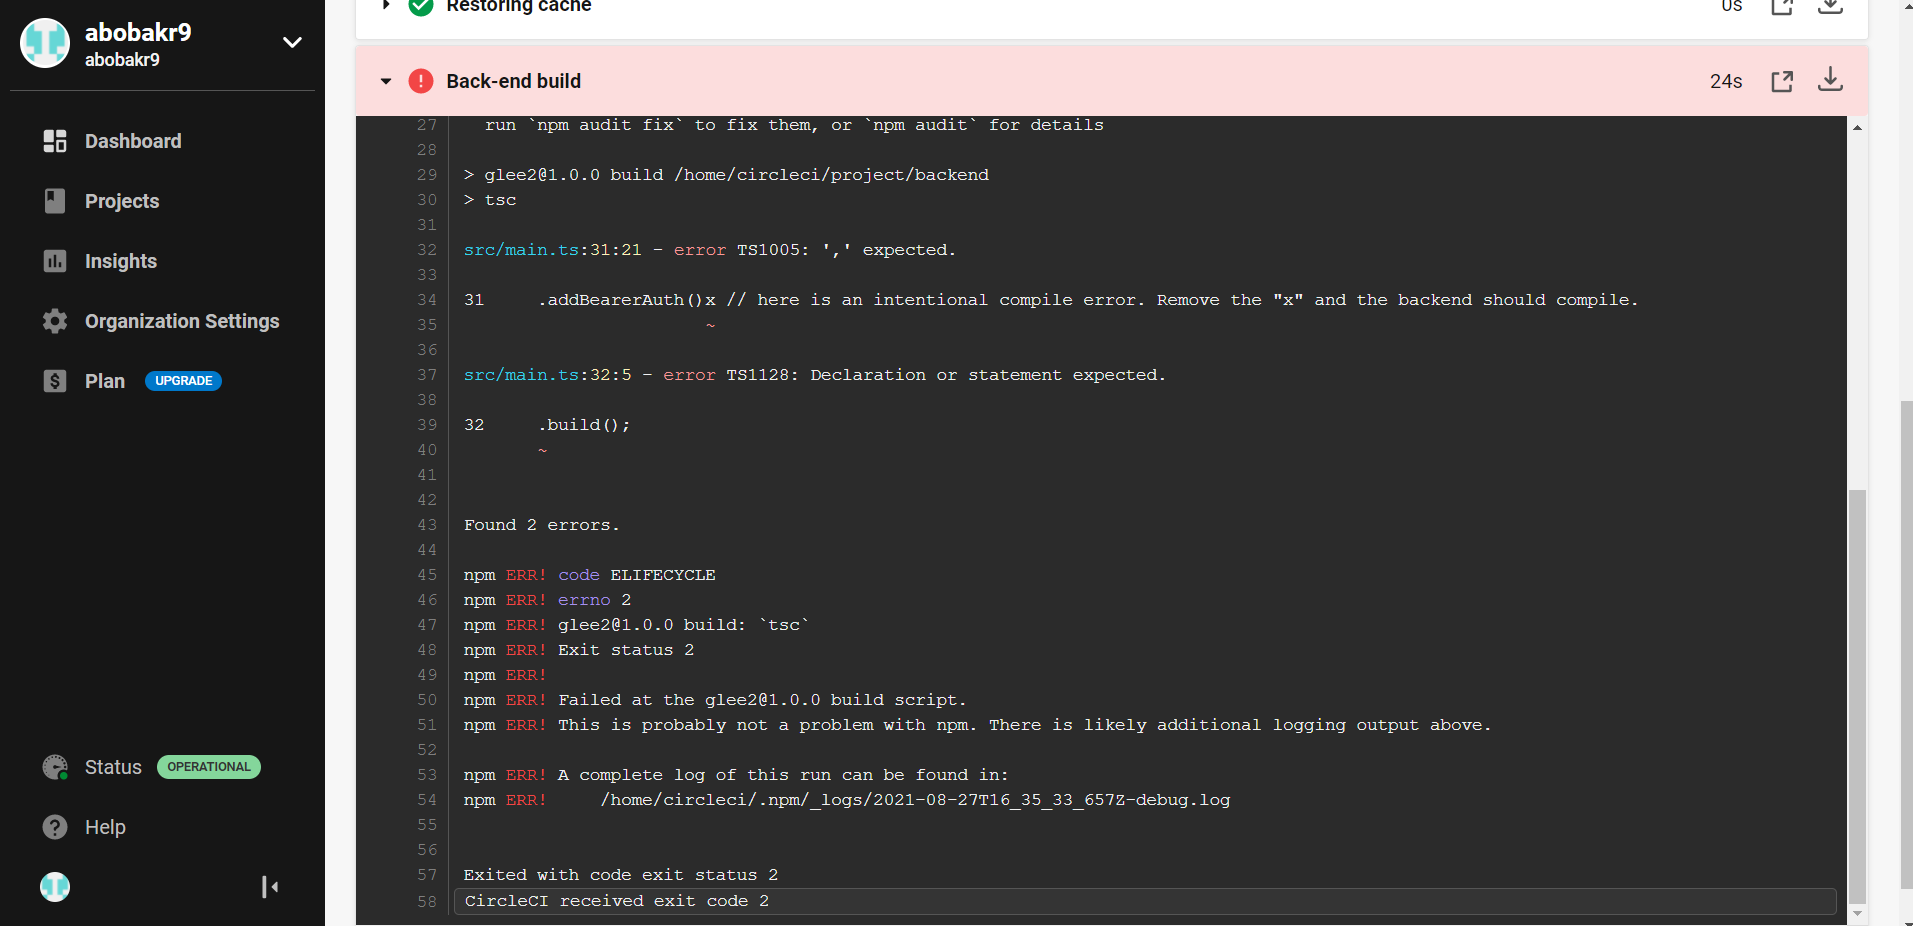 abobakr9
abobakr9
Dashboard
Projects
Insights
Organization Settings
Plan UPGRADE
Status OPERATIONAL
Help
Restoring cache 0s
Back-end build 24s
27 run `npm audit fix` to fix them, or `npm audit` for details
28
29 > glee2@1.0.0 build /home/circleci/project/backend
30 > tsc
31
32 src/main.ts:31:21 - error TS1005: ',' expected.
33
34 31     .addBearerAuth()x // here is an intentional compile error. Remove the "x" and the backend should compile.
35                        ~
36
37 src/main.ts:32:5 - error TS1128: Declaration or statement expected.
38
39 32     .build();
40        ~
41
42
43 Found 2 errors.
44
45 npm ERR! code ELIFECYCLE
46 npm ERR! errno 2
47 npm ERR! glee2@1.0.0 build: `tsc`
48 npm ERR! Exit status 2
49 npm ERR!
50 npm ERR! Failed at the glee2@1.0.0 build script.
51 npm ERR! This is probably not a problem with npm. There is likely additional logging output above.
52
53 npm ERR! A complete log of this run can be found in:
54 npm ERR!     /home/circleci/.npm/_logs/2021-08-27T16_35_33_657Z-debug.log
55
56
57 Exited with code exit status 2
58 CircleCI received exit code 2